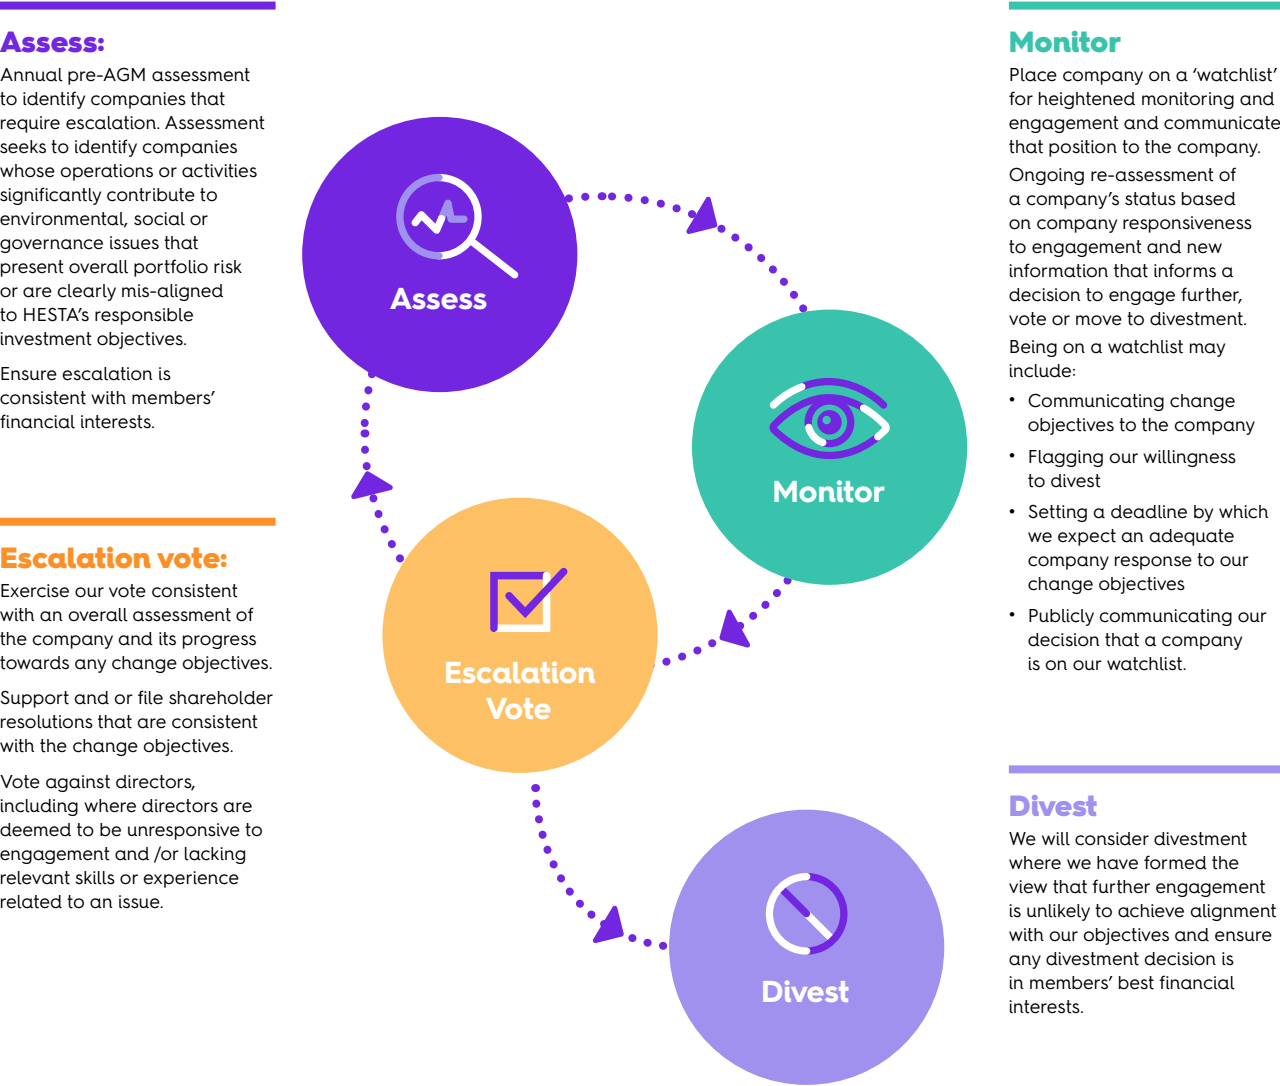 Assess:
Annual pre-AGM assessment
to identify companies that
require escalation. Assessment
seeks to identify companies
whose operations or activities
significantly contribute to
environmental, social or
governance issues that
present overall portfolio risk
or are clearly mis-aligned
to HESTA’s responsible
investment objectives.
Ensure escalation is
consistent with members’
financial interests.
Escalation vote:
Exercise our vote consistent
with an overall assessment of
the company and its progress
towards any change objectives.
Support and or file shareholder
resolutions that are consistent
with the change objectives.
Vote against directors,
including where directors are
deemed to be unresponsive to
engagement and /or lacking
relevant skills or experience
related to an issue.
Assess
Monitor
Escalation
Vote
Divest
Monitor
Place company on a ‘watchlist’
for heightened monitoring and
engagement and communicate
that position to the company.
Ongoing re-assessment of
a company’s status based
on company responsiveness
to engagement and new
information that informs a
decision to engage further,
vote or move to divestment.
Being on a watchlist may
include:
• Communicating change
objectives to the company
• Flagging our willingness
to divest
• Setting a deadline by which
we expect an adequate
company response to our
change objectives
• Publicly communicating our
decision that a company
is on our watchlist.
Divest
We will consider divestment
where we have formed the
view that further engagement
is unlikely to achieve alignment
with our objectives and ensure
any divestment decision is
in members’ best financial
interests.